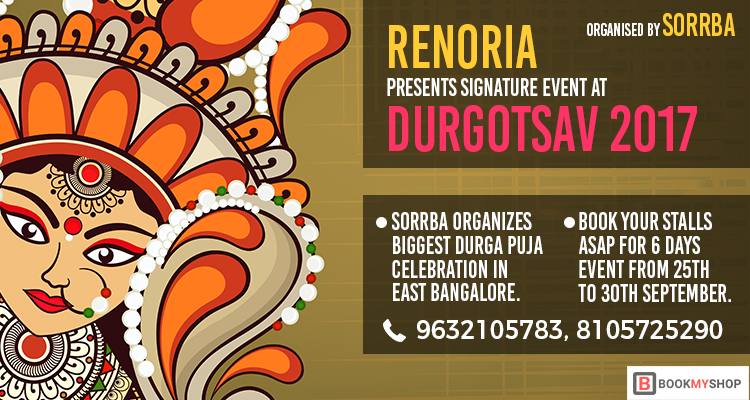 RENORIA
ORGANISED BY SORRBA
PRESENTS SIGNATURE EVENT AT
DURGOTSAV 2017
● SORRBA ORGANIZES
BIGGEST DURGA PUJA
CELEBRATION IN
EAST BANGALORE.
● BOOK YOUR STALLS
ASAP FOR 6 DAYS
EVENT FROM 25TH
TO 30TH SEPTEMBER.
9632105783, 8105725290
B BOOKMYSHOP